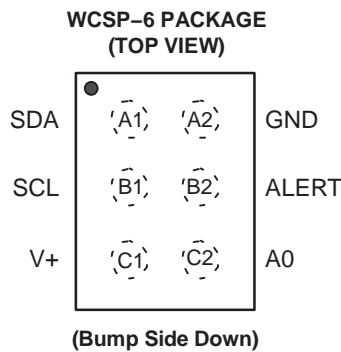 WCSP–6 PACKAGE
(TOP VIEW)
SDA A1 A2 GND
SCL B1 B2 ALERT
V+ C1 C2 A0
(Bump Side Down)